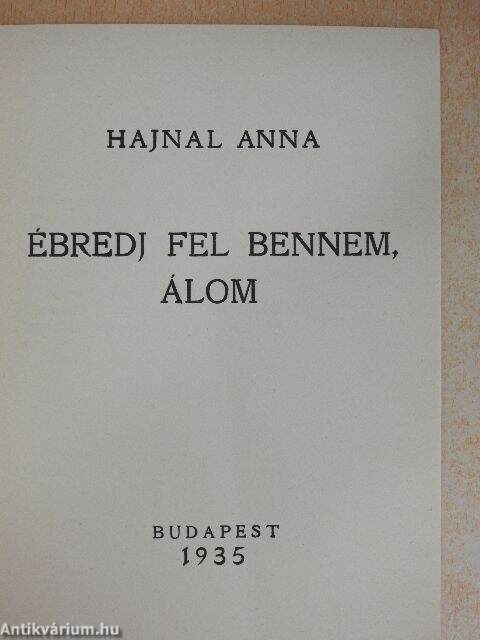 HAJNAL ANNA
ÉBREDJ FEL BENNEM,
ÁLOM
BUDAPEST
1935
Antikvárium.hu